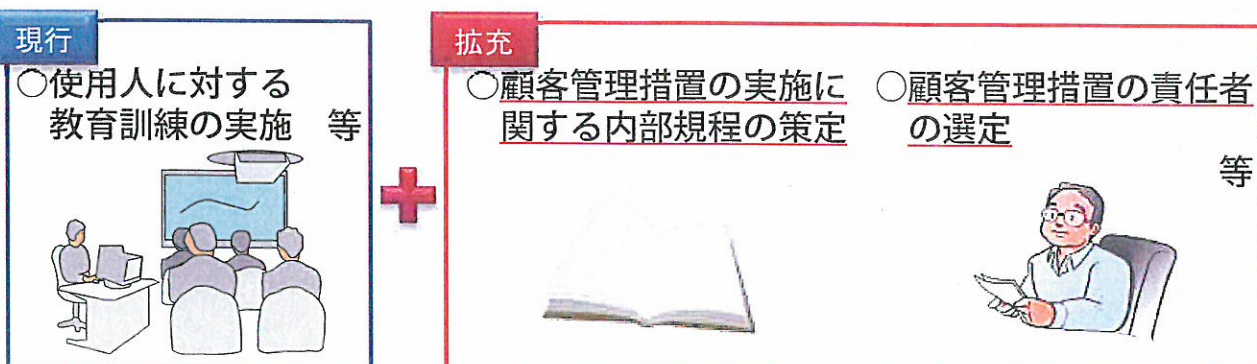 現行
○使用人に対する
教育訓練の実施 等
拡充
○顧客管理措置の実施に
関する内部規程の策定
○顧客管理措置の責任者
の選定
等